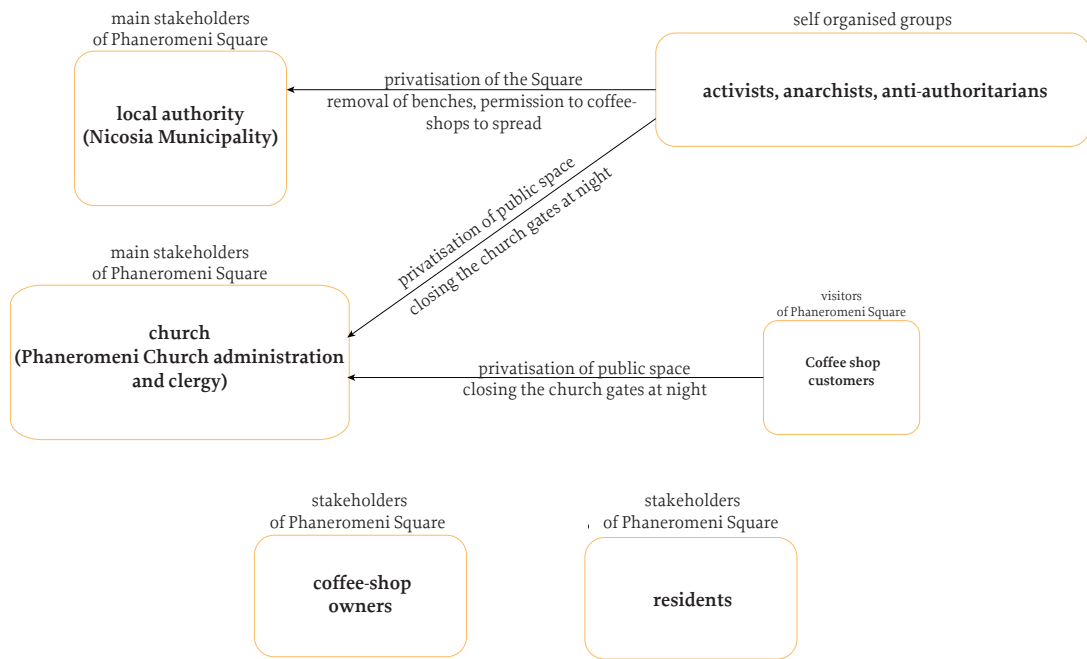 main stakeholders
of Phaneromeni Square
local authority
(Nicosia Municipality)
self organised groups
activists, anarchists, anti-authoritarians
privatisation of the Square
removal of benches, permission to coffee-
shops to spread
privatisation of public space
closing the church gates at night
main stakeholders
of Phaneromeni Square
church
(Phaneromeni Church administration
and clergy)
privatisation of public space
closing the church gates at night
visitors
of Phaneromeni Square
Coffee shop
customers
stakeholders
of Phaneromeni Square
coffee-shop
owners
stakeholders
of Phaneromeni Square
residents